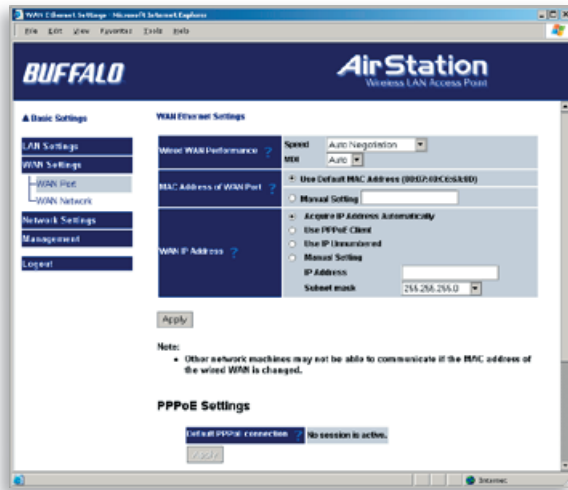 WAN Ethernet Settings - Microsoft Internet Explorer
File Edit View Favorites Tools Help
BUFFALO
AirStation
Wireless LAN Access Point
Basic Settings
WAN Ethernet Settings
LAN Settings
WAN Settings
WAN Port
WAN Network
Network Settings
Management
Logout
Wired WAN Performance ?
Speed Auto Negotiation
MDI Auto
MAC Address of WAN Port ?
Use Default MAC Address
Manual Setting
WAN IP Address ?
Acquire IP Address Automatically
Use PPPoE Client
Use IP Unnumbered
Manual Setting
IP Address
Subnet mask 255.255.255.0
Apply
Note:
• Other network machines may not be able to communicate if the MAC address of
the wired WAN is changed.
PPPoE Settings
Default PPPoE connection ? No session is active.
Apply
Internet